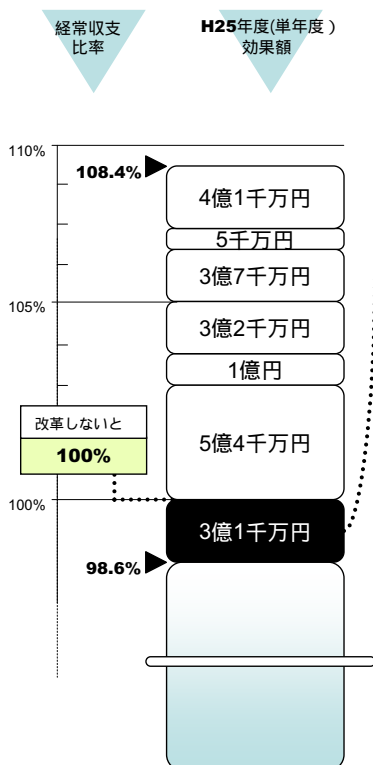 経常収支
比率
H25年度(単年度)
効果額
110%
108.4%
4億1千万円
5千万円
3億7千万円
105%
3億2千万円
1億円
改革しないと
100%
5億4千万円
100%
3億1千万円
98.6%